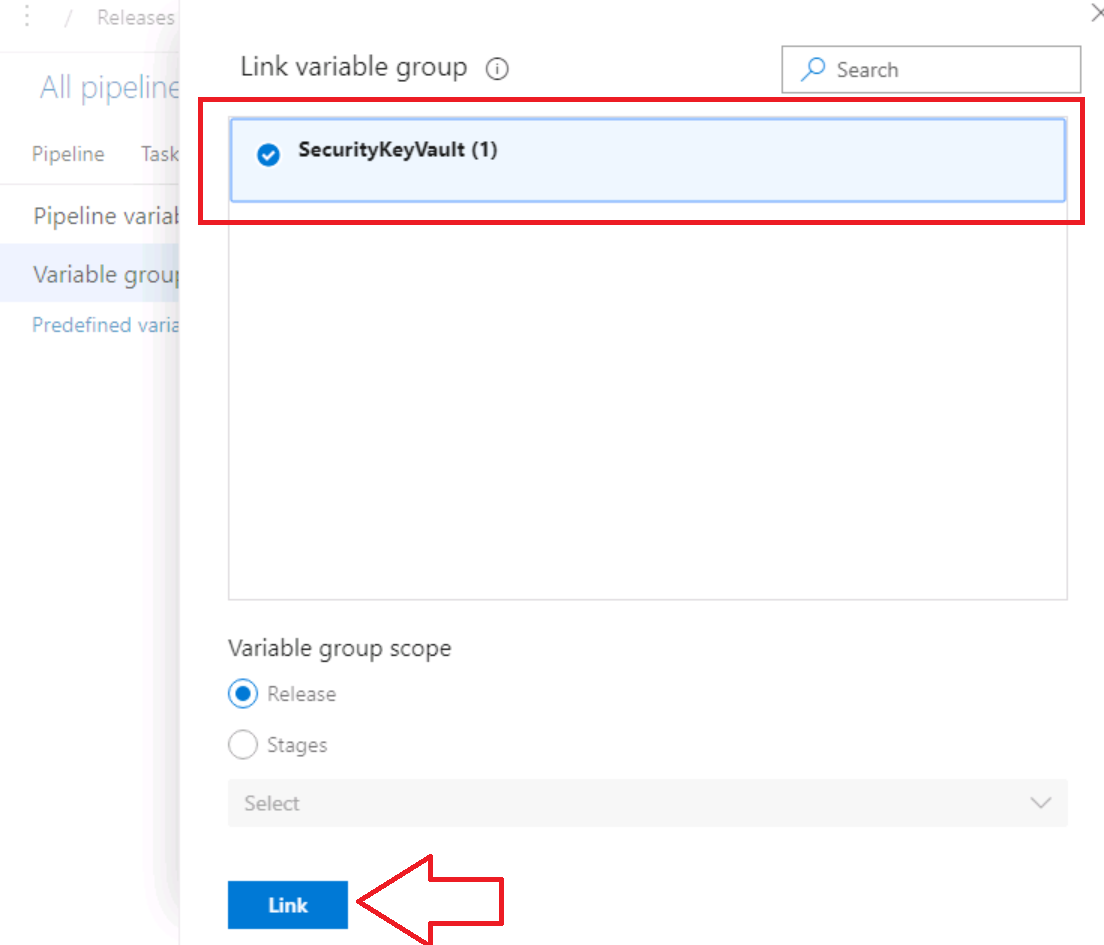 / Releases
All pipeline
Pipeline Task
Pipeline variab
Variable group
Predefined varia
Link variable group
Search
SecurityKeyVault (1)
Variable group scope
Release
Stages
Select
Link